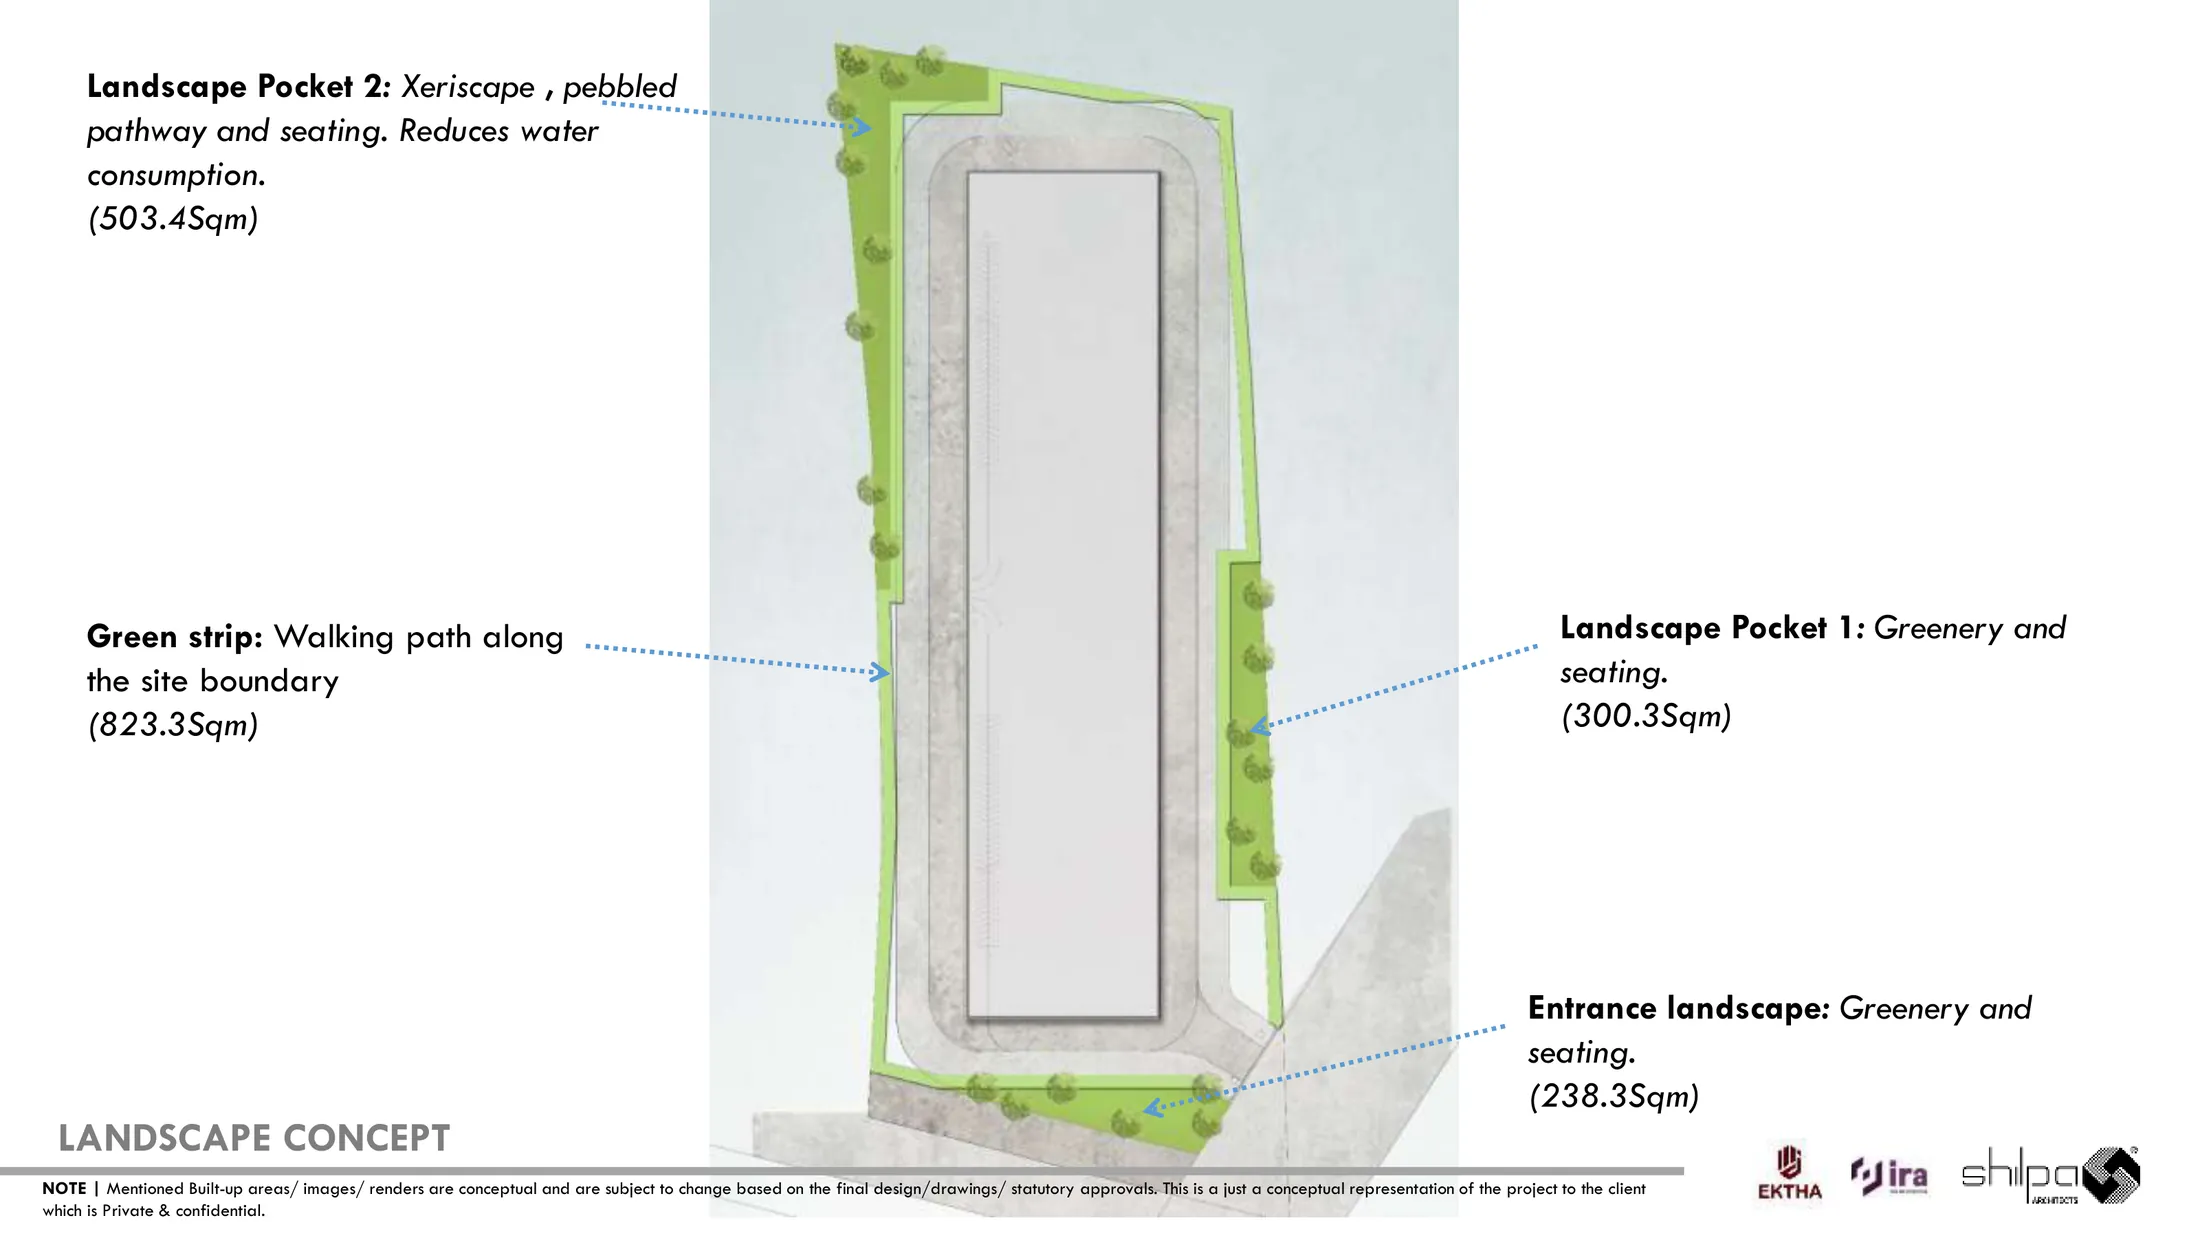 Landscape Pocket 2: Xeriscape , pebbled
pathway and seating. Reduces water
consumption.
(503.4Sqm)
Green strip: Walking path along
the site boundary
(823.3Sqm)
Landscape Pocket 1: Greenery and
seating.
(300.3Sqm)
Entrance landscape: Greenery and
seating.
(238.3Sqm)
LANDSCAPE CONCEPT
NOTE | Mentioned Built-up areas/ images/ renders are conceptual and are subject to change based on the final design/drawings/ statutory approvals. This is a just a conceptual representation of the project to the client
which is Private & confidential.
EKTHA
ira
shilpa
ARCHITECTS